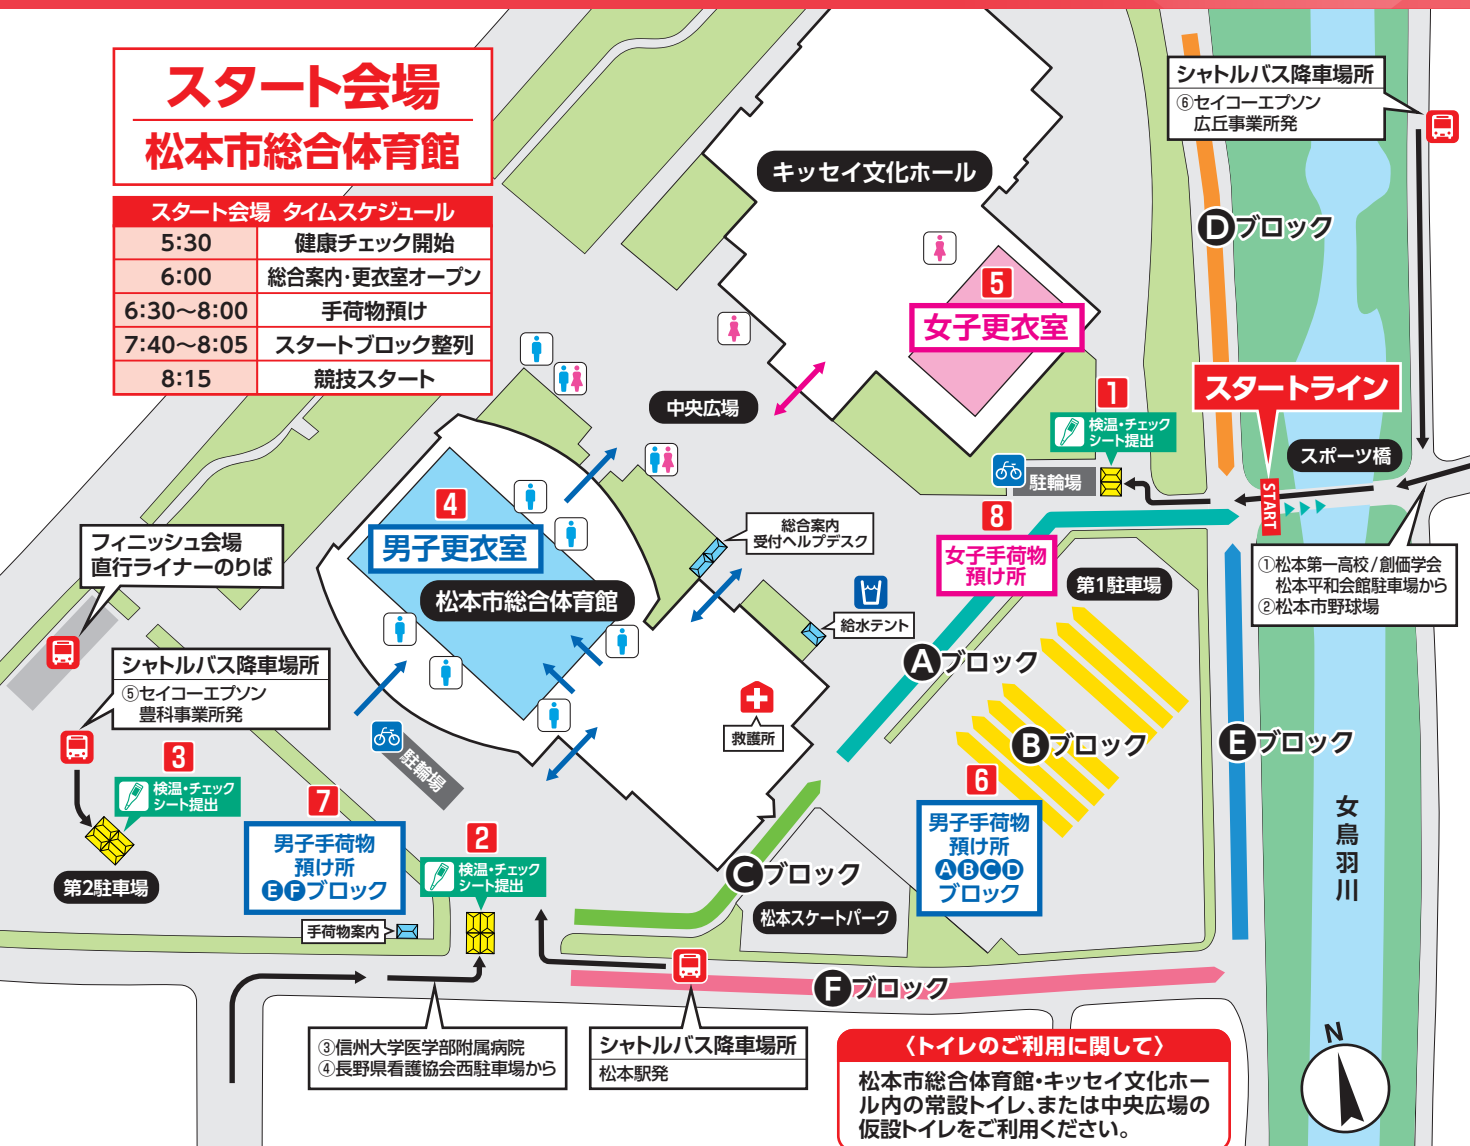 スタート会場
松本市総合体育館
スタート会場 タイムスケジュール
5:30 健康チェック開始
6:00 総合案内・更衣室オープン
6:30～8:00 手荷物預け
7:40～8:05 スタートブロック整列
8:15 競技スタート
シャトルバス降車場所
⑥セイコーエプソン
広丘事業所発
キッセイ文化ホール
Dブロック
5
女子更衣室
スタートライン
中央広場
1
検温・チェック
シート提出
スポーツ橋
駐輪場
START
4
男子更衣室
松本市総合体育館
総合案内
受付ヘルプデスク
8
女子手荷物
預け所
第1駐車場
①松本第一高校/創価学会
松本平和会館駐車場から
②松本市野球場
フィニッシュ会場
直行ライナーのりば
給水テント
Aブロック
シャトルバス降車場所
⑤セイコーエプソン
豊科事業所発
救護所
Bブロック
Eブロック
3
検温・チェック
シート提出
駐輪場
6
男子手荷物
預け所
ABCD
ブロック
7
男子手荷物
預け所
EFブロック
2
検温・チェック
シート提出
女鳥羽川
第2駐車場
Cブロック
松本スケートパーク
手荷物案内
Fブロック
③信州大学医学部附属病院
④長野県看護協会西駐車場から
シャトルバス降車場所
松本駅発
〈トイレのご利用に関して〉
松本市総合体育館・キッセイ文化ホー
ル内の常設トイレ、または中央広場の
仮設トイレをご利用ください。
N